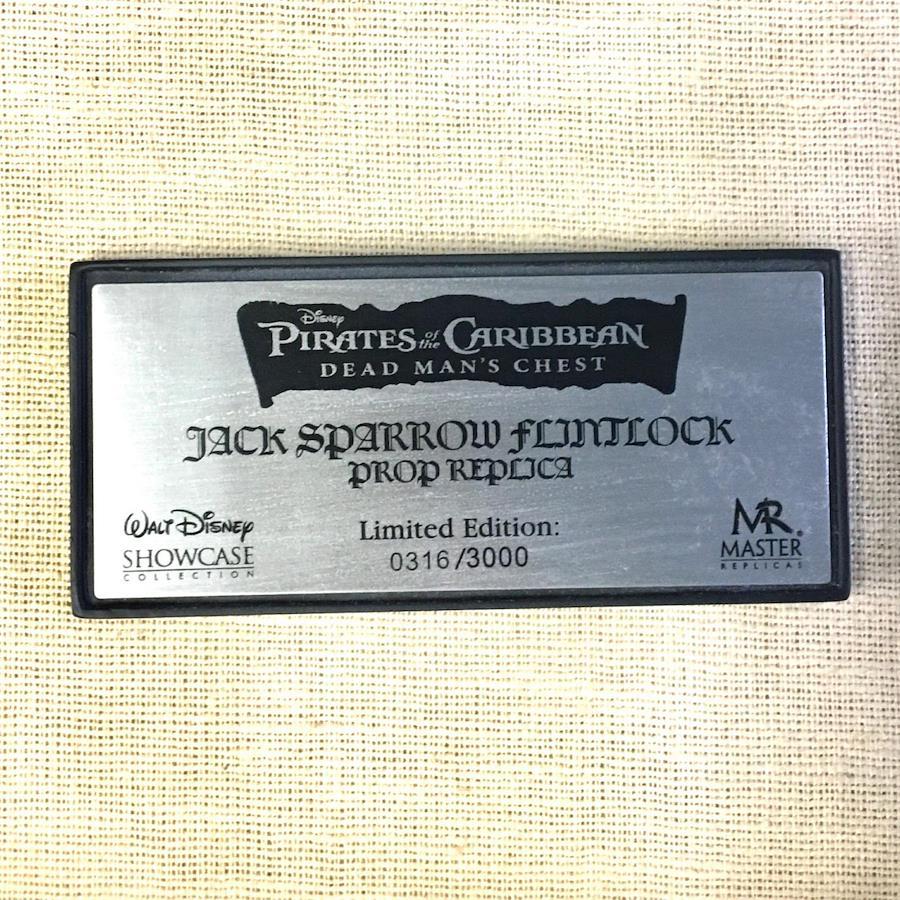 Disney
PIRATES of the CARIBBEAN
DEAD MAN'S CHEST
JACK SPARROW FLINTLOCK
PROP REPLICA
WALT DISNEY
SHOWCASE
COLLECTION
Limited Edition:
0316/3000
MR
MASTER®
REPLICAS